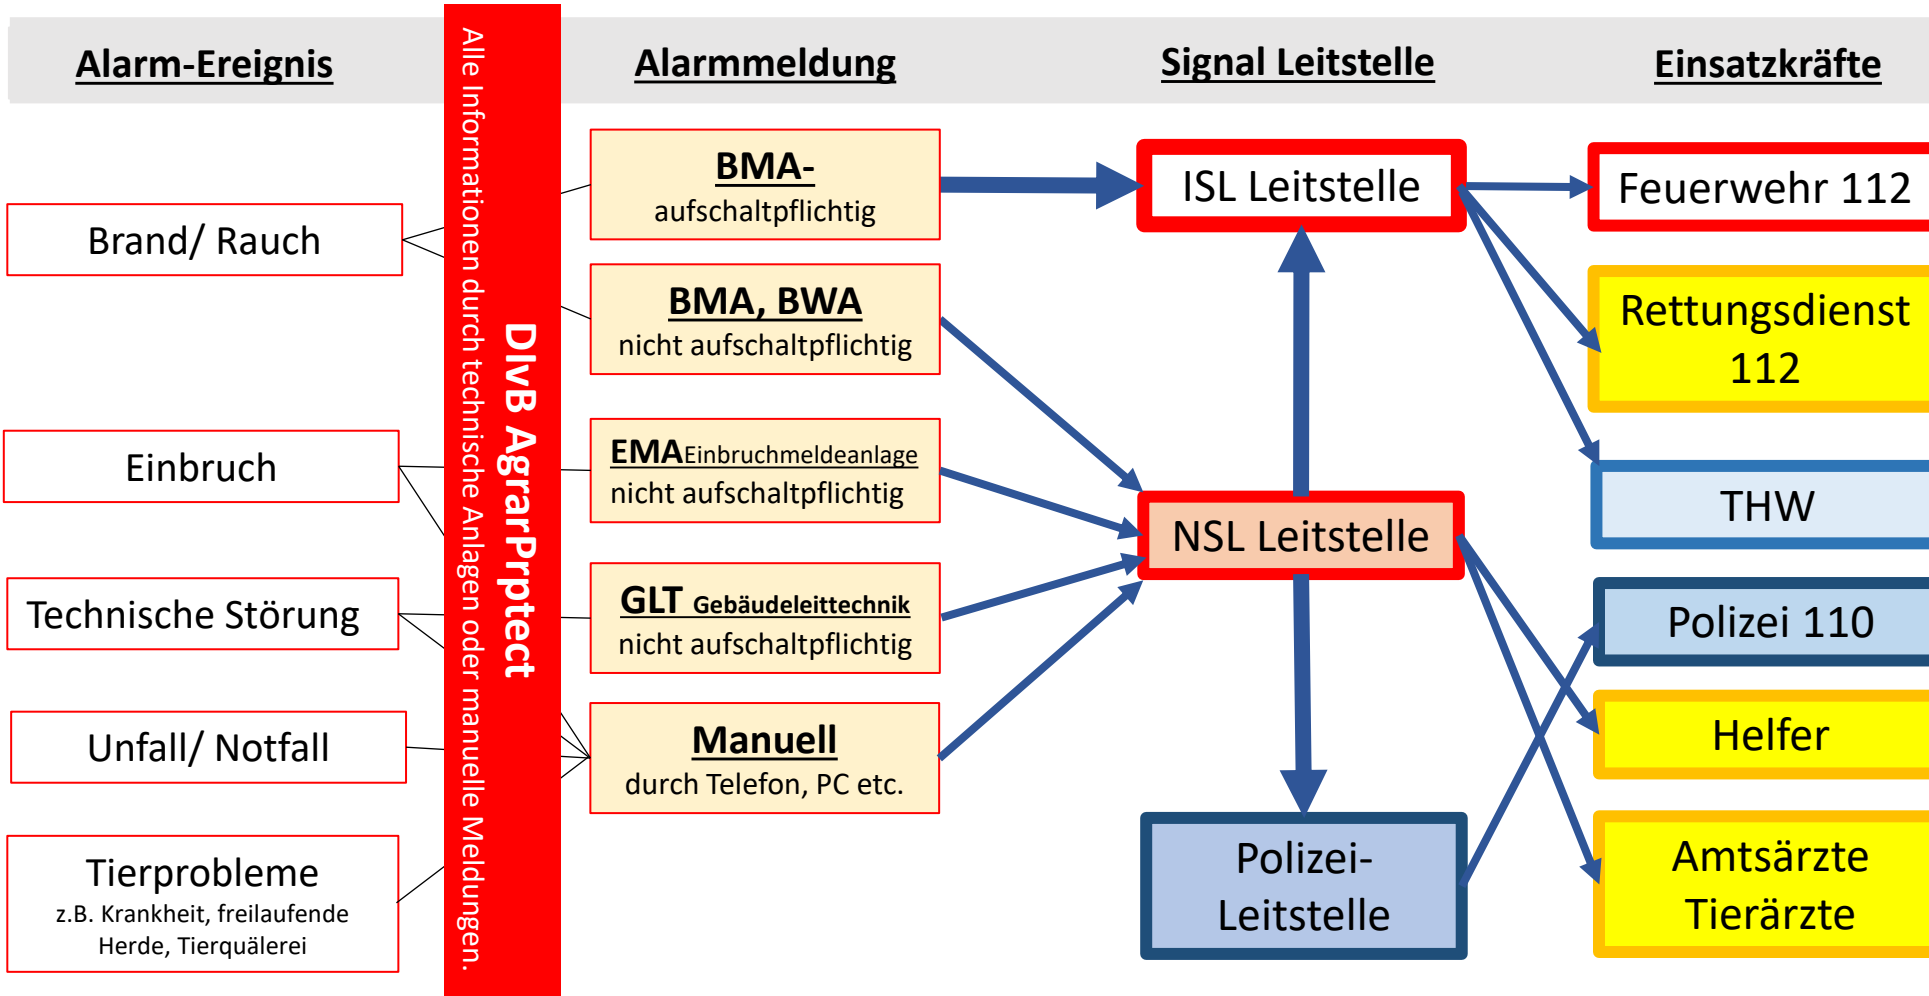 Alarm-Ereignis
Alarmmeldung
Signal Leitstelle
Einsatzkräfte
Brand/ Rauch
Einbruch
Technische Störung
Unfall/ Notfall
Tierprobleme
z.B. Krankheit, freilaufende
Herde, Tierquälerei
Alle Informationen durch technische Anlagen oder manuelle Meldungen.
DIvB AgrarPrptect
BMA-
aufschaltpflichtig
BMA, BWA
nicht aufschaltpflichtig
EMA Einbruchmeldeanlage
nicht aufschaltpflichtig
GLT Gebäudeleittechnik
nicht aufschaltpflichtig
Manuell
durch Telefon, PC etc.
ISL Leitstelle
NSL Leitstelle
Polizei-
Leitstelle
Feuerwehr 112
Rettungsdienst
112
THW
Polizei 110
Helfer
Amtsärzte
Tierärzte